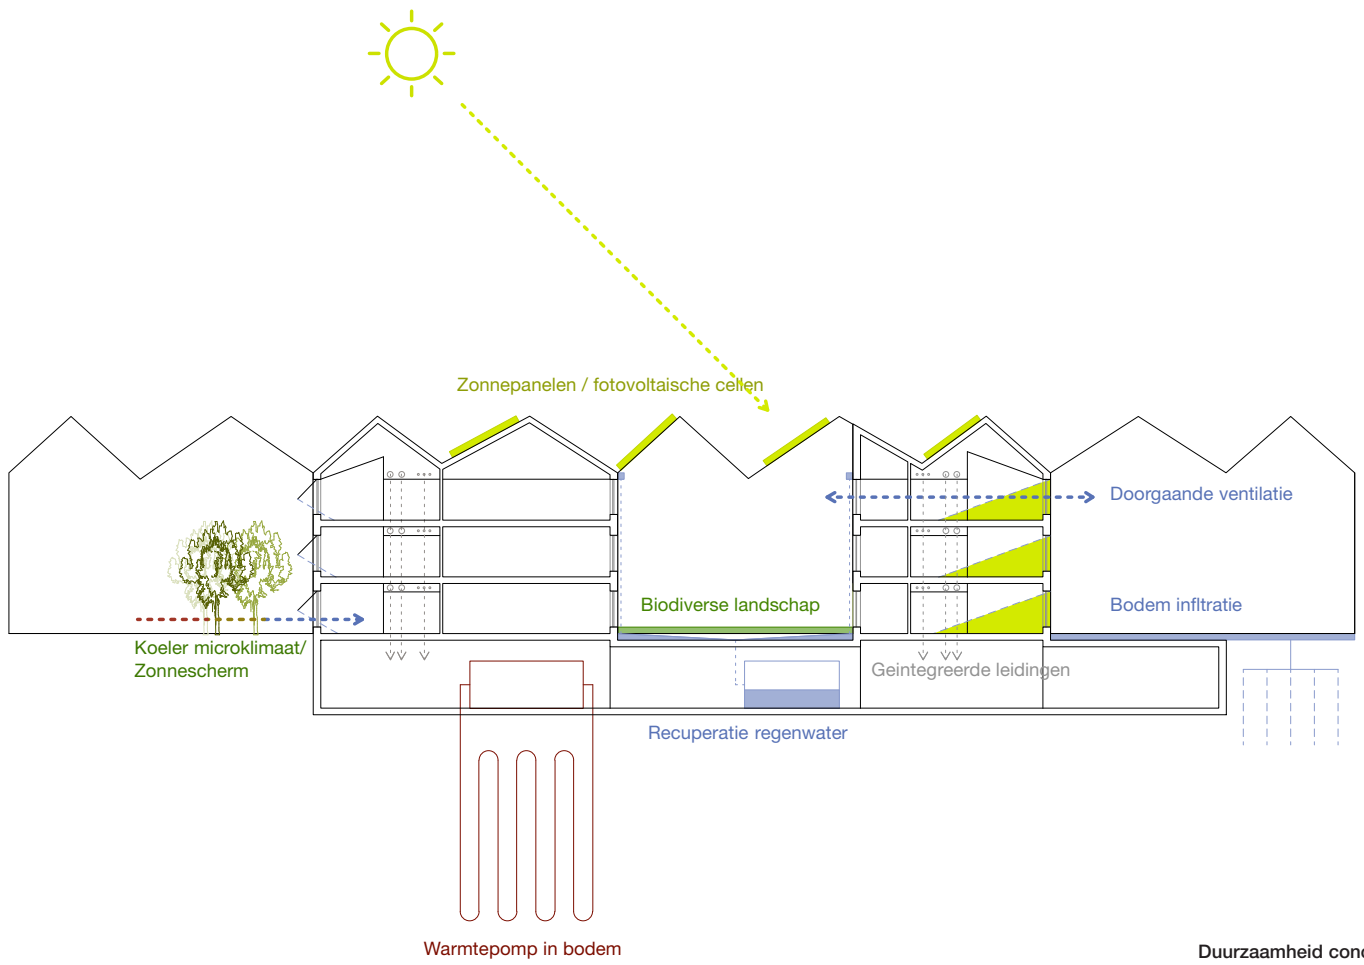 Zonnepanelen / fotovoltaische cellen
Doorgaande ventilatie
Biodiverse landschap
Bodem infltratie
Koeler microklimaat/
Zonnescherm
Geintegreerde leidingen
Recuperatie regenwater
Warmtepomp in bodem
Duurzaamheid conc